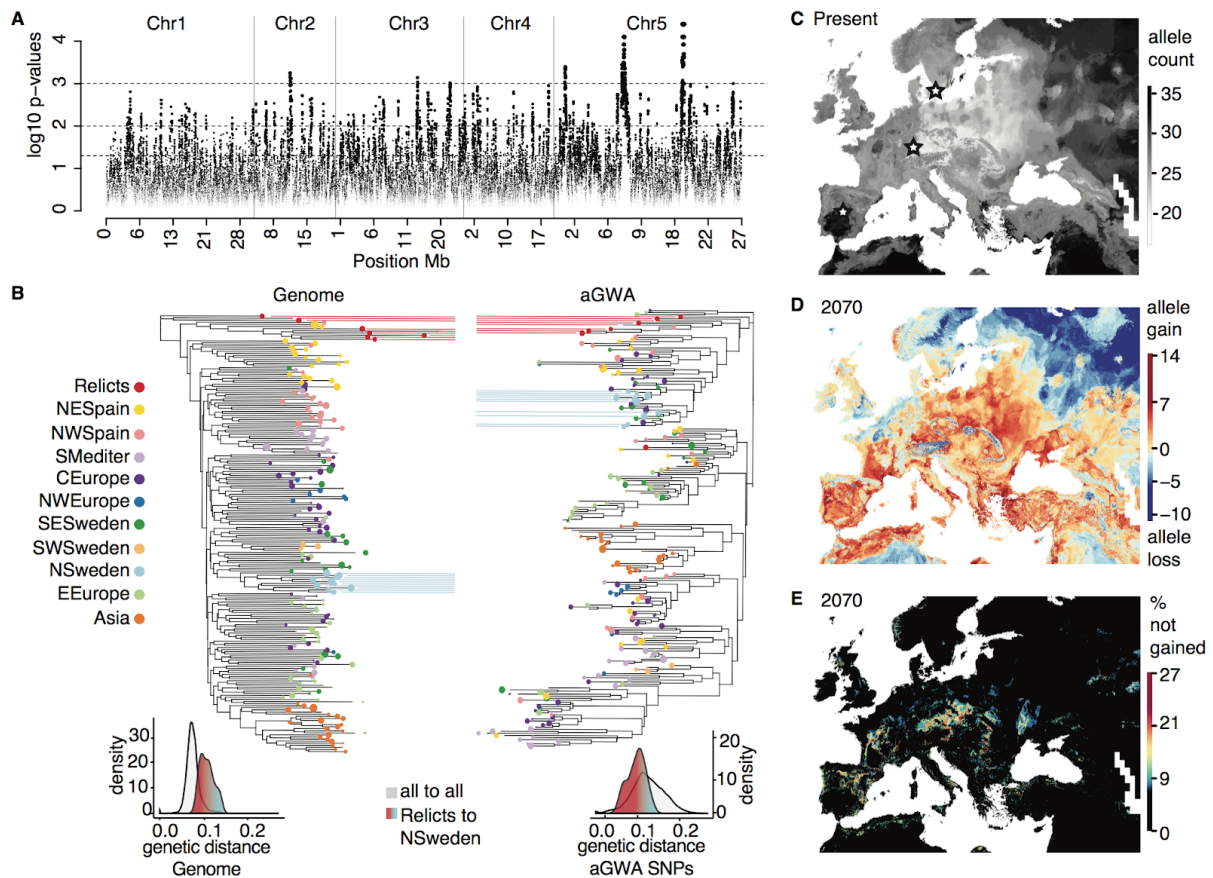 A
Chr1 Chr2 Chr3 Chr4 Chr5
log10 p-values
4
3
2
1
0
0 6 13 21 28 8 15 1 6 11 20 2 10 17 2 9 18 22 27
Position Mb
B
Genome aGWA
Relicts
NESpain
NWSpain
SMediter
CEurope
NWEurope
SESweden
SWSweden
NSweden
EEurope
Asia
density
30
20
10
0
0.0 0.1 0.2
genetic distance
Genome
all to all
Relicts to
NSweden
20
10
0
density
0.0 0.1 0.2
genetic distance
aGWA SNPs
C Present
allele
count
35
30
25
20
D 2070
allele
gain
14
7
0
−5
−10
allele
loss
E 2070
%
not
gained
27
21
9
0